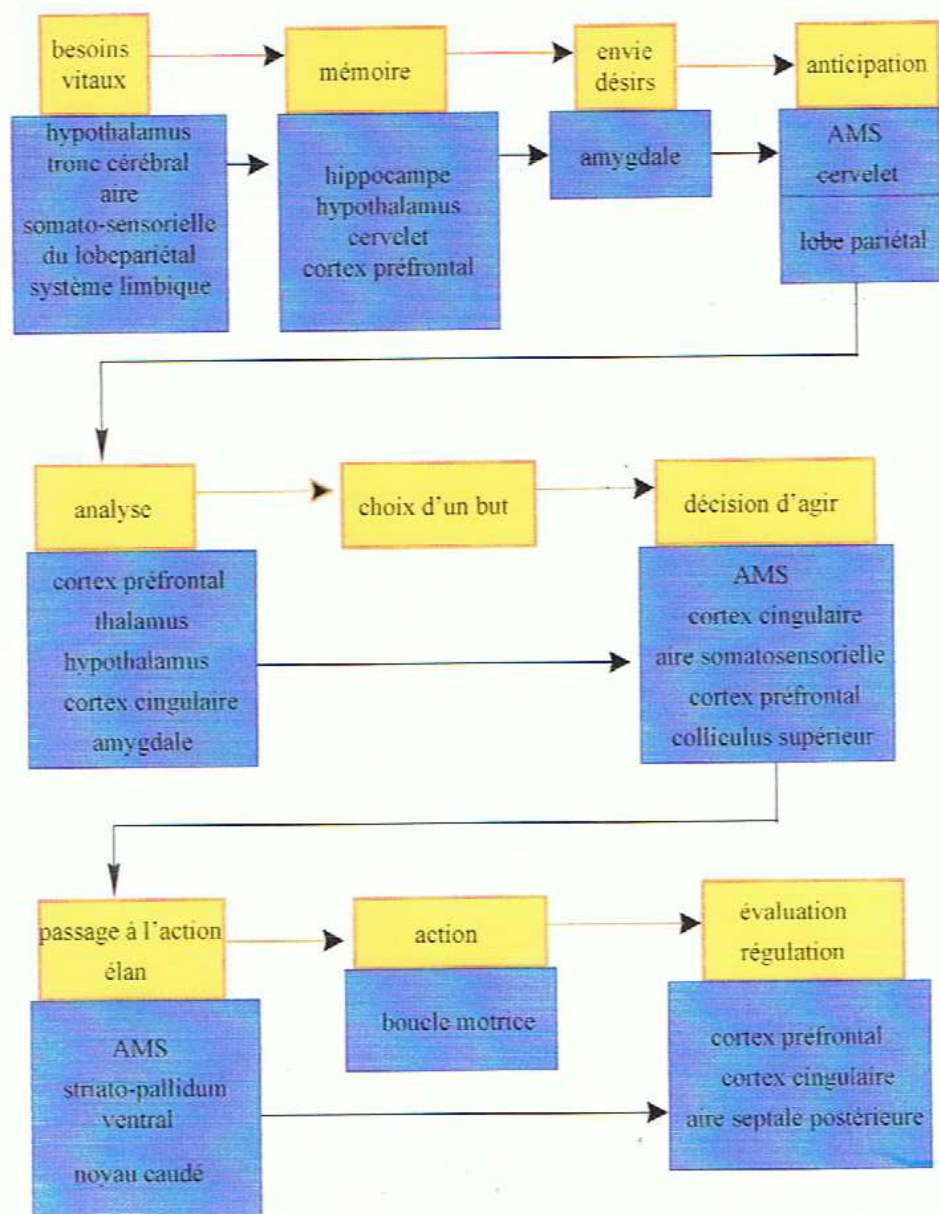 besoins
vitaux
mémoire
envie
désirs
anticipation
hypothalamus
tronc cérébral
aire
somato-sensorielle
du lobepariétal
système limbique
hippocampe
hypothalamus
cervelet
cortex préfrontal
amygdale
AMS
cervelet
lobe pariétal
analyse
choix d'un but
décision d'agir
cortex préfrontal
thalamus
hypothalamus
cortex cingulaire
amygdale
AMS
cortex cingulaire
aire somatosensorielle
cortex préfrontal
colliculus supérieur
passage à l'action
élan
action
évaluation
régulation
AMS
striato-pallidum
ventral
noyau caudé
boucle motrice
cortex préfrontal
cortex cingulaire
aire septale postérieure